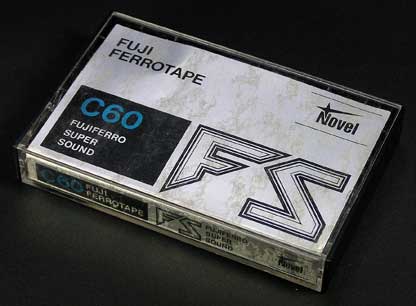 FUJI
FERROTAPE
Novel
C60
FUJIFERRO
SUPER
SOUND
FS
C60 FUJI
FERROTAPE
FS
FUJIFERRO
SUPER
SOUND
Novel